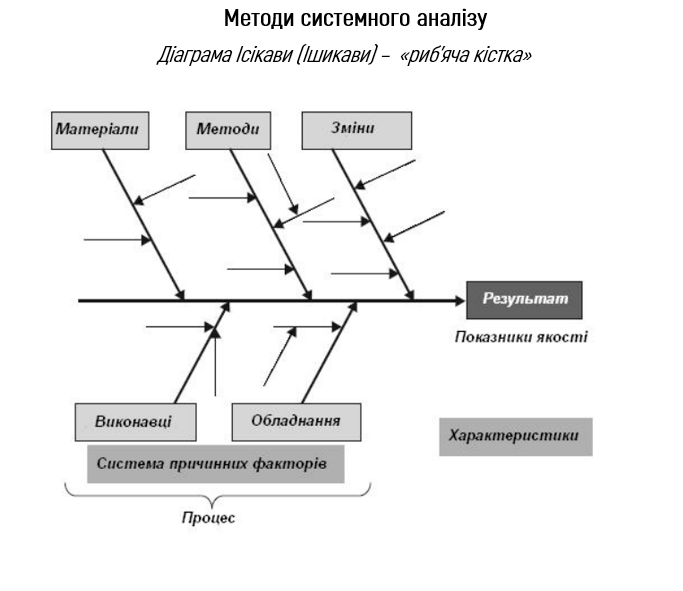 Методи системного аналізу
Діаграма Ісікави (Ішикави) – «риб'яча кістка»
Матеріали
Методи
Зміни
Результат
Показники якості
Виконавці
Обладнання
Характеристики
Система причинних факторів
Процес